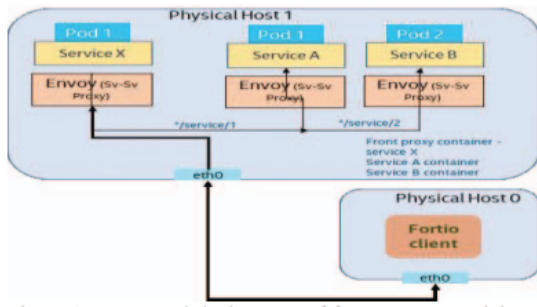 Physical Host 1
Pod 1
Pod 1
Pod 2
Service X
Service A
Service B
Envoy (Sv-Sv Proxy)
Envoy (Sv-Sv Proxy)
Envoy (Sv-Sv Proxy)
*/service/1
*/service/2
Front proxy container -
service X
Service A container
Service B container
eth0
Physical Host 0
Fortio
client
eth0